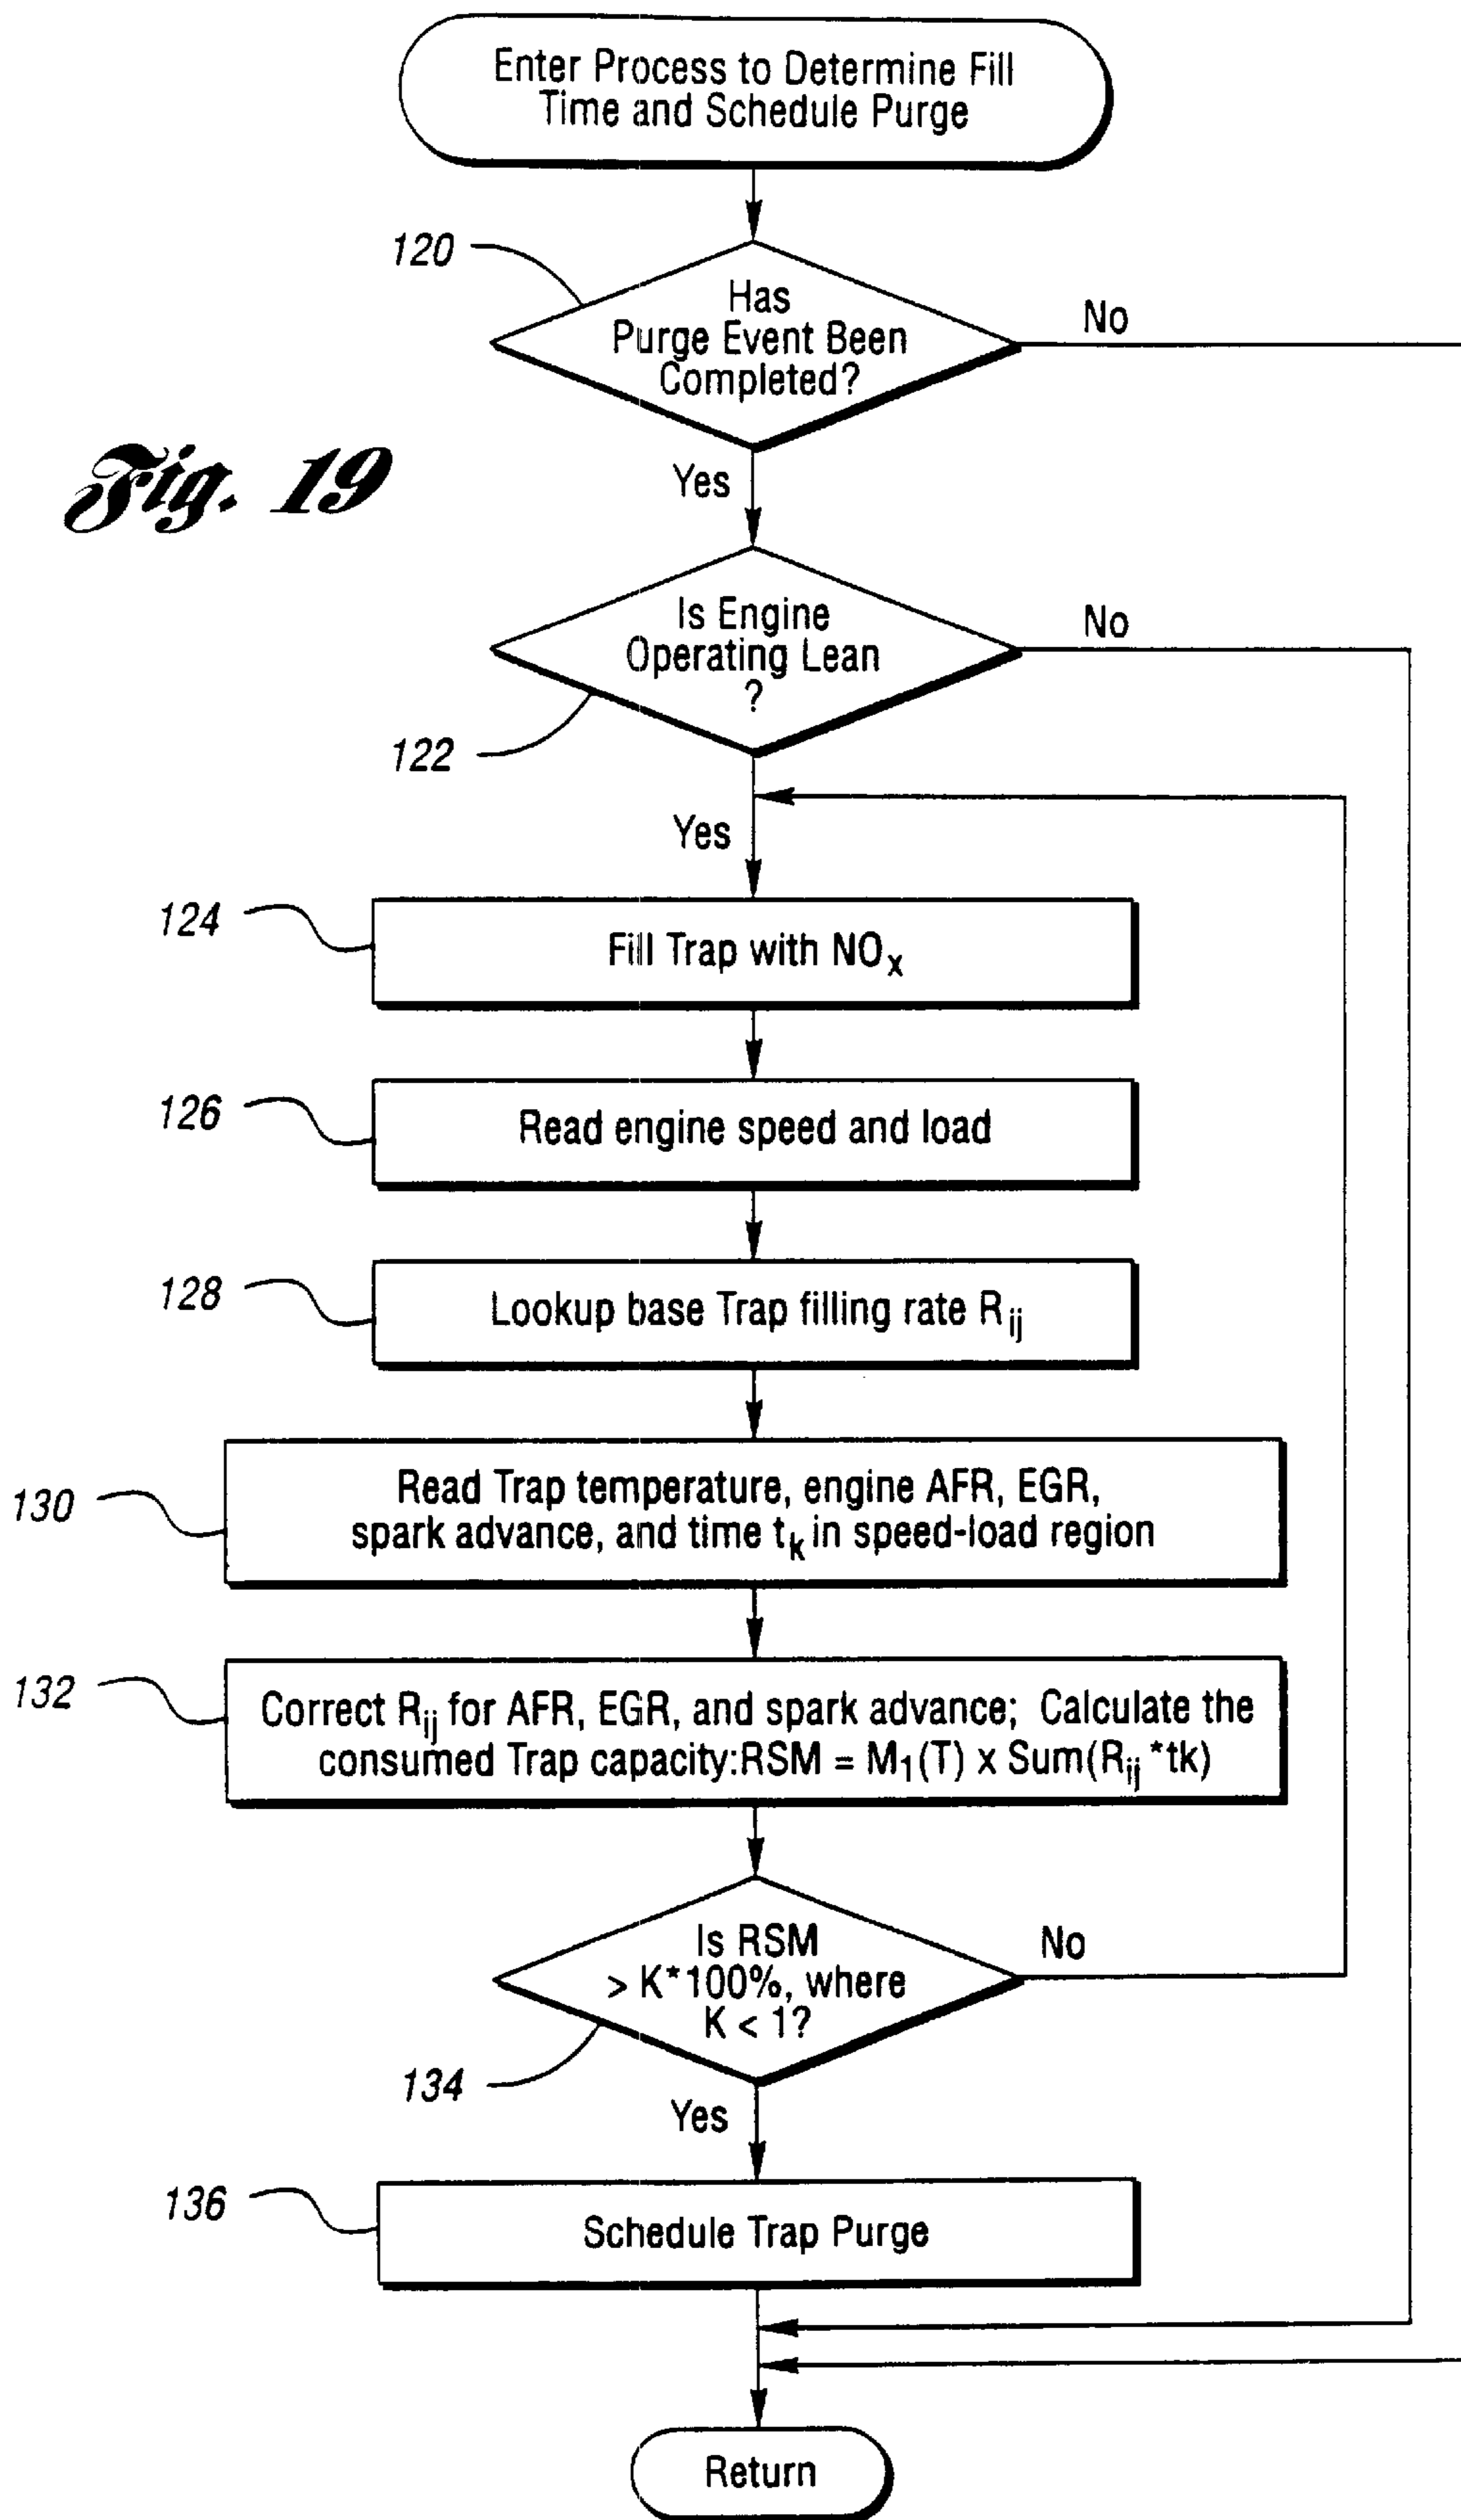 Enter Process to Determine Fill
Time and Schedule Purge
120
Has
Purge Event Been
Completed?
No
Fig. 19
Yes
Is Engine
Operating Lean
?
No
122
Yes
124
Fill Trap with NOx
126
Read engine speed and load
128
Lookup base Trap filling rate Rij
130
Read Trap temperature, engine AFR, EGR,
spark advance, and time tk in speed-load region
132
Correct Rij for AFR, EGR, and spark advance; Calculate the
consumed Trap capacity:RSM = M1(T) x Sum(Rij *tk)
Is RSM
> K*100%, where
K < 1?
No
134
Yes
136
Schedule Trap Purge
Return